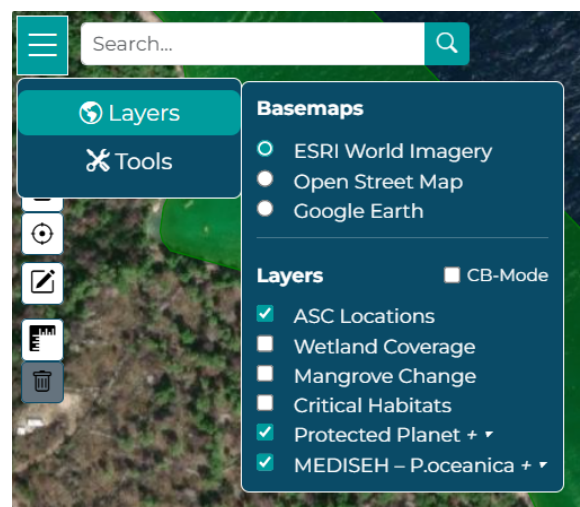 Search...
Layers
Tools
Basemaps
ESRI World Imagery
Open Street Map
Google Earth
Layers CB-Mode
ASC Locations
Wetland Coverage
Mangrove Change
Critical Habitats
Protected Planet + ▾
MEDISEH – P.oceanica + ▾